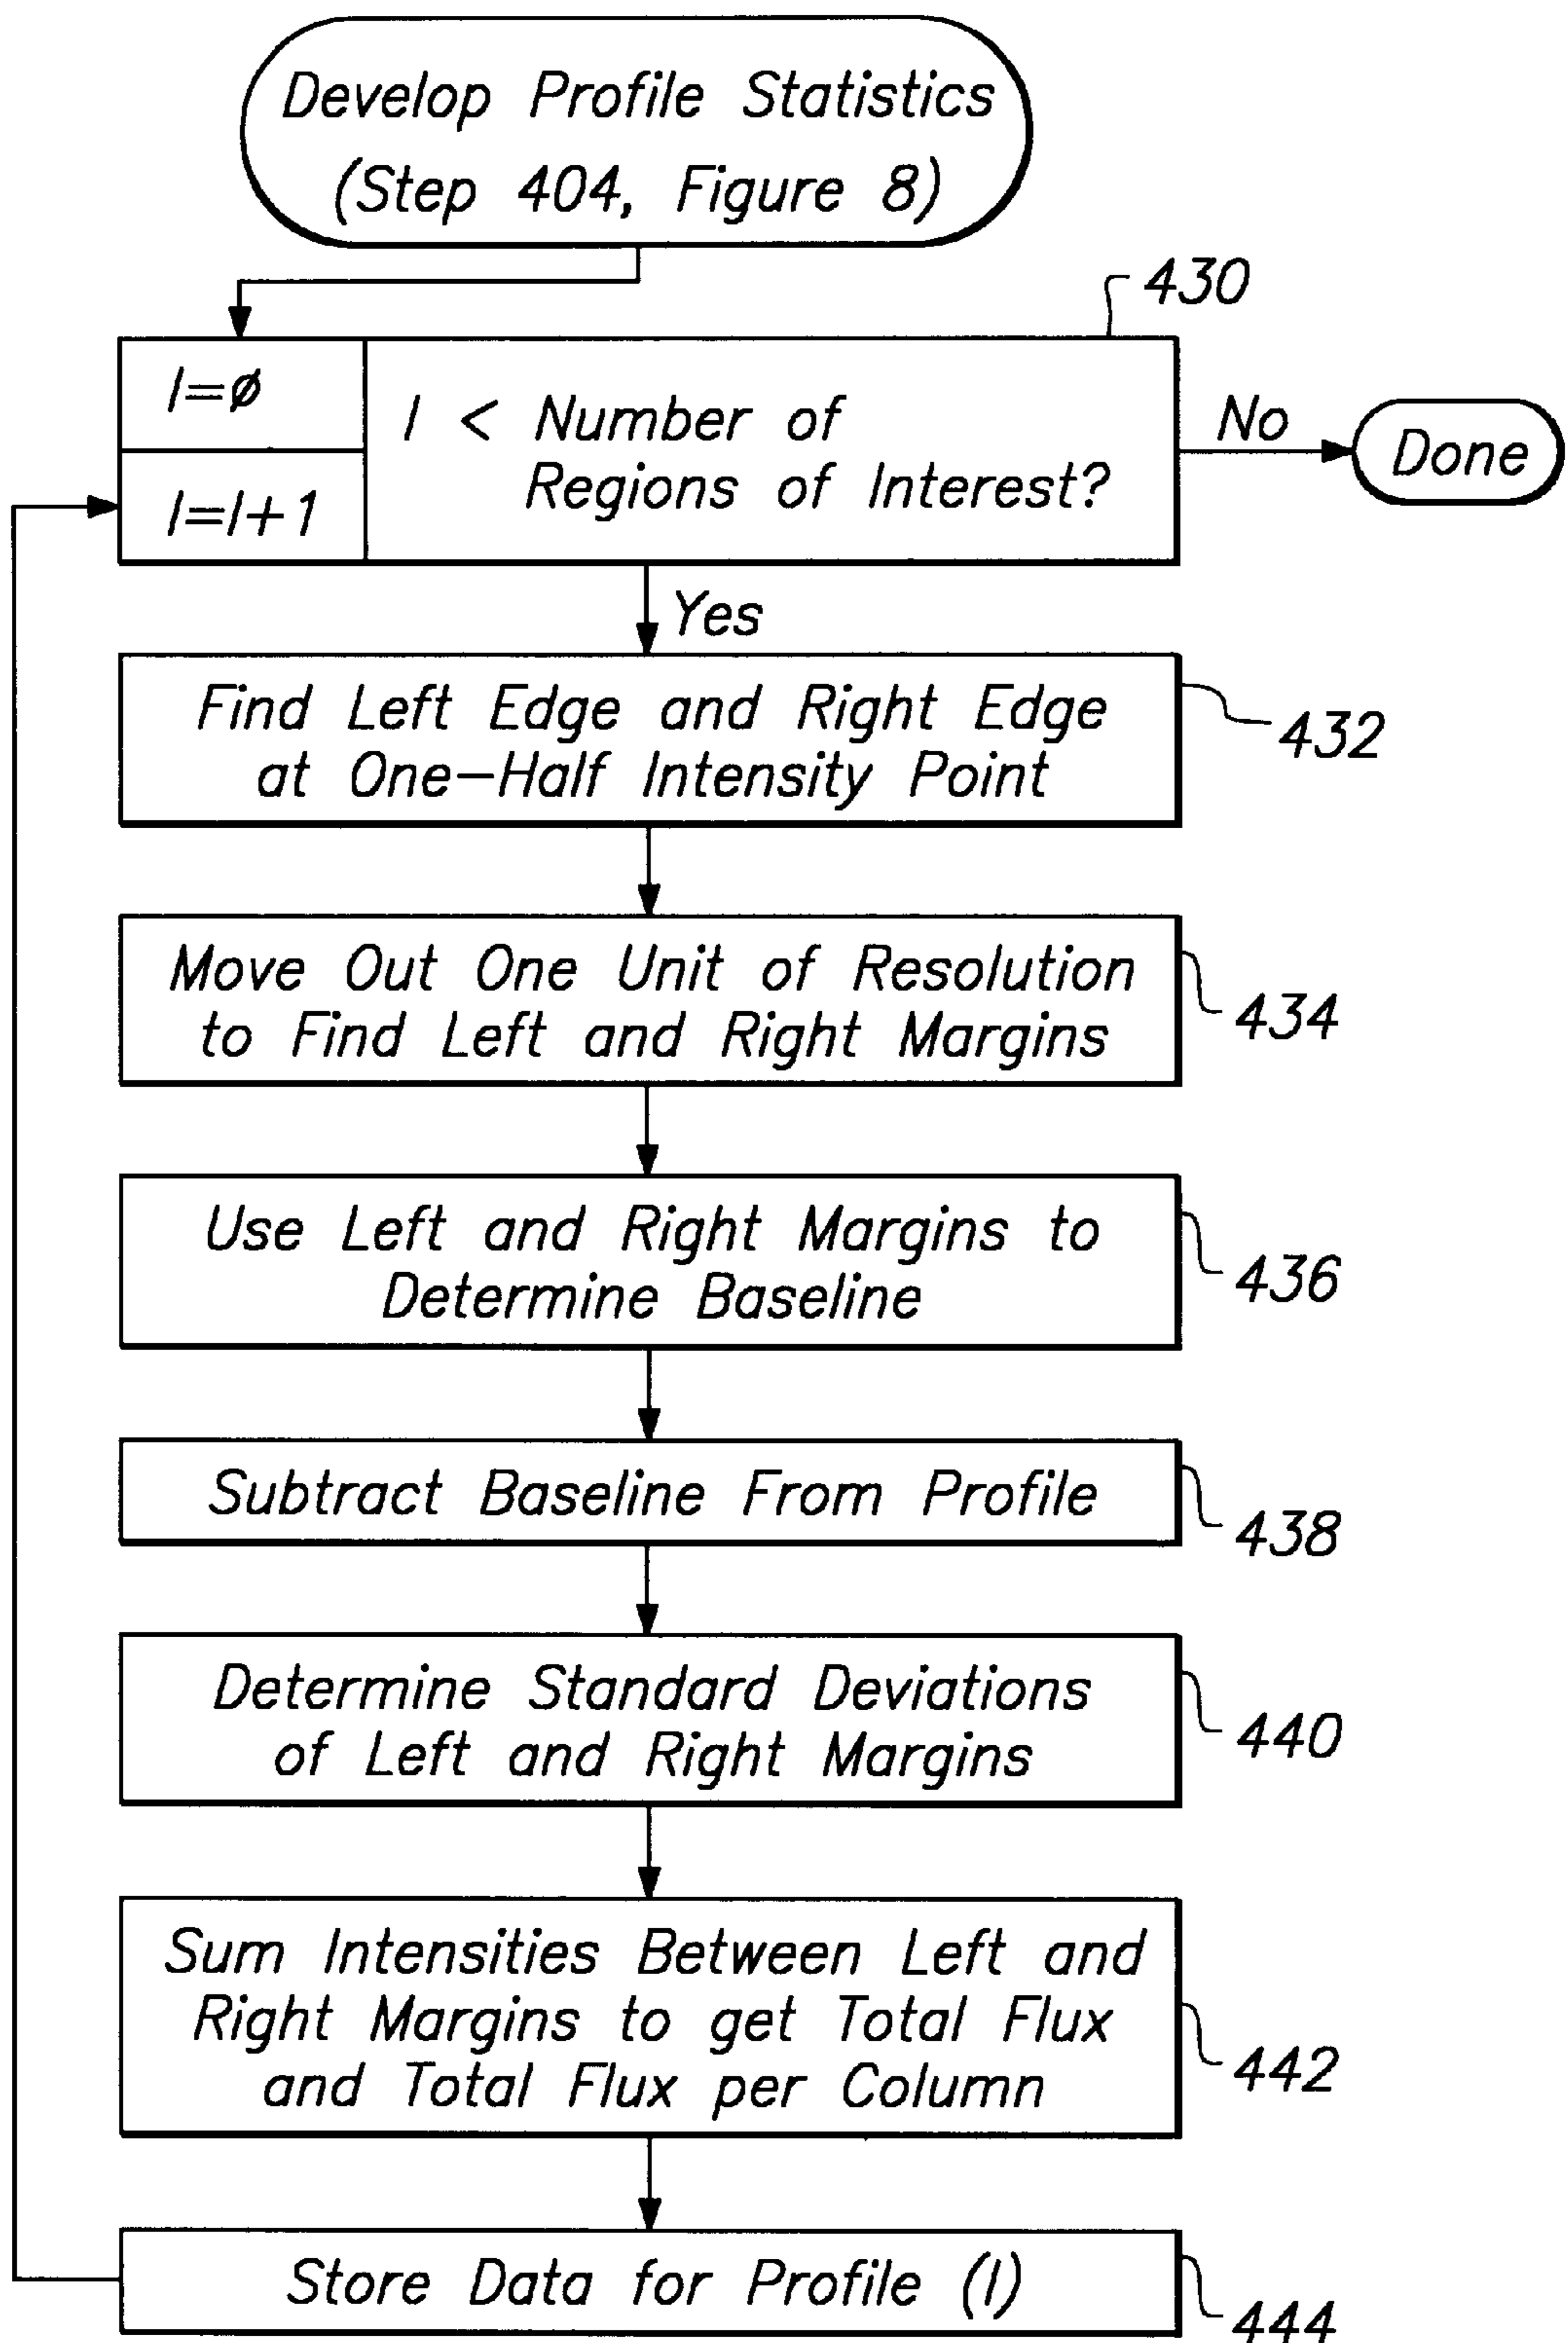 Develop Profile Statistics
(Step 404, Figure 8)
430
I=ø
I=I+1
I < Number of
Regions of Interest?
No
Done
Yes
Find Left Edge and Right Edge
at One-Half Intensity Point
432
Move Out One Unit of Resolution
to Find Left and Right Margins
434
Use Left and Right Margins to
Determine Baseline
436
Subtract Baseline From Profile
438
Determine Standard Deviations
of Left and Right Margins
440
Sum Intensities Between Left and
Right Margins to get Total Flux
and Total Flux per Column
442
Store Data for Profile (I)
444